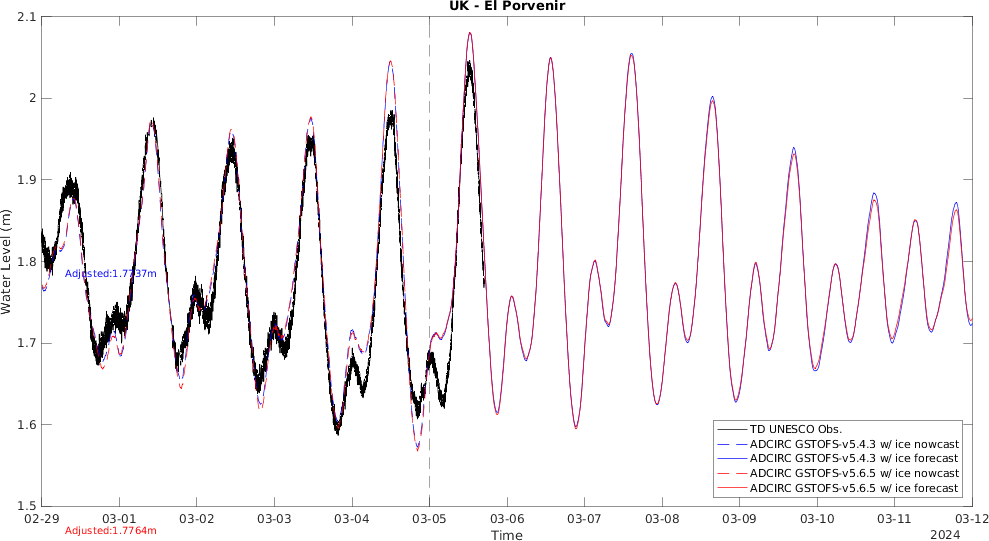 UK - El Porvenir
2.1
2
1.9
1.8
1.7
1.6
1.5
Water Level (m)
Adjusted:1.7737m
Adjusted:1.7764m
TD UNESCO Obs.
ADCIRC GSTOFS-v5.4.3 w/ ice nowcast
ADCIRC GSTOFS-v5.4.3 w/ ice forecast
ADCIRC GSTOFS-v5.6.5 w/ ice nowcast
ADCIRC GSTOFS-v5.6.5 w/ ice forecast
02-29 03-01 03-02 03-03 03-04 03-05 03-06 03-07 03-08 03-09 03-10 03-11 03-12
Time
2024